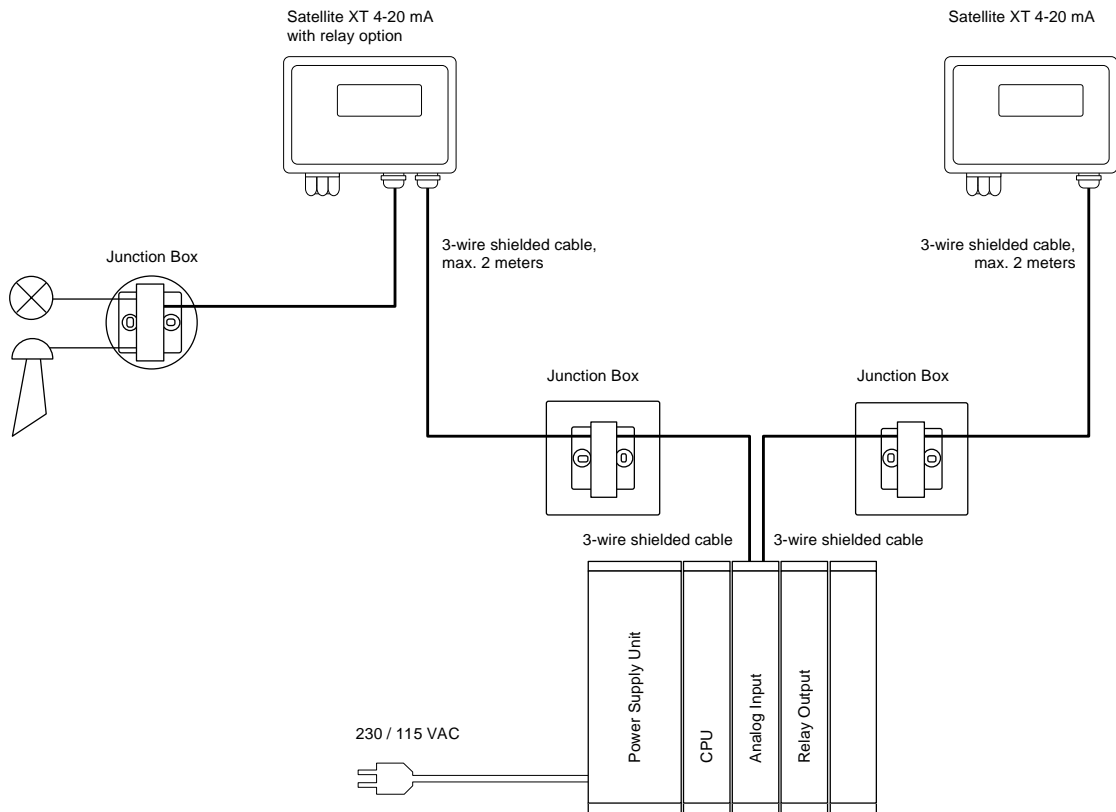 Satellite XT 4-20 mA
with relay option
Satellite XT 4-20 mA
3-wire shielded cable,
max. 2 meters
3-wire shielded cable,
max. 2 meters
Junction Box
Junction Box
Junction Box
3-wire shielded cable
3-wire shielded cable
Power Supply Unit
CPU
Analog Input
Relay Output
230 / 115 VAC